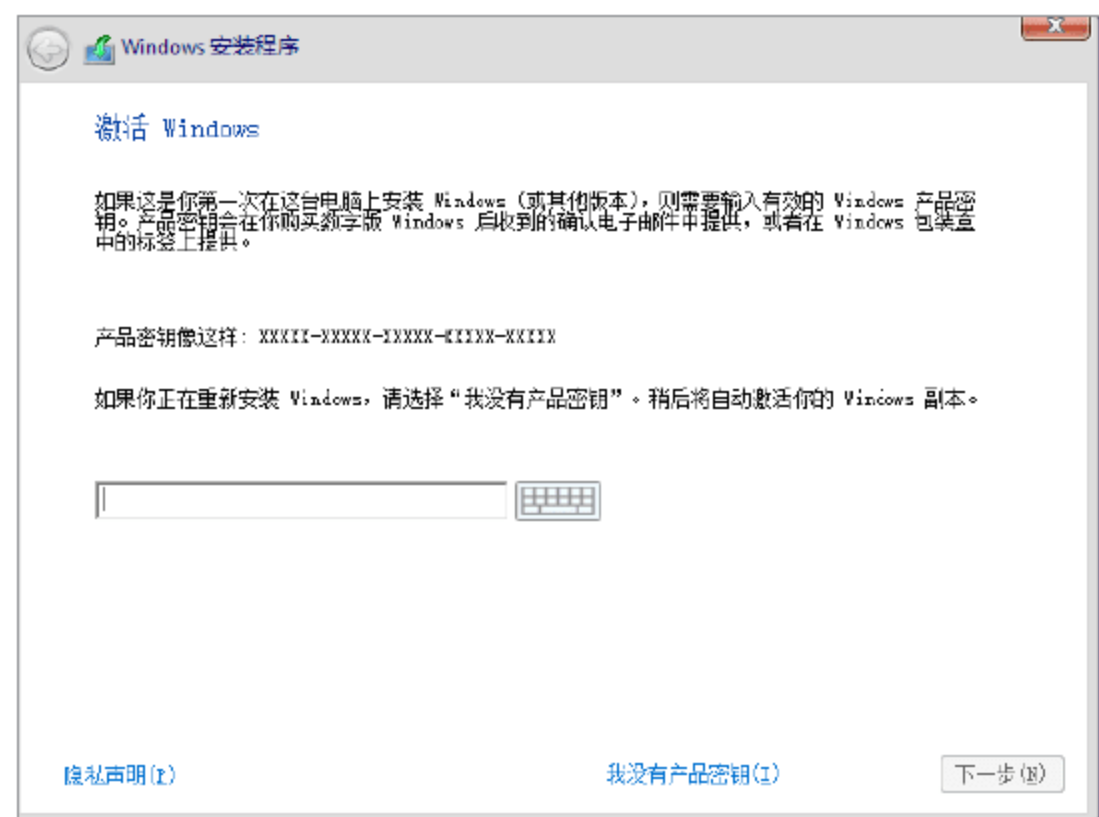 Windows 安装程序
激活 Windows
如果这是你第一次在这台电脑上安装 Windows (或其他版本)，则需要输入有效的 Windows 产品密
钥。产品密钥会在你购买数字版 Windows 后收到的确认电子邮件中提供，或者在 Windows 包装盒
中的标签上提供。
产品密钥像这样: XXXXX-XXXXX-XXXXX-XXXXX-XXXXX
如果你正在重新安装 Windows，请选择“我没有产品密钥”。稍后将自动激活你的 Windows 副本。
隐私声明(P)
我没有产品密钥(I)
下一步(N)